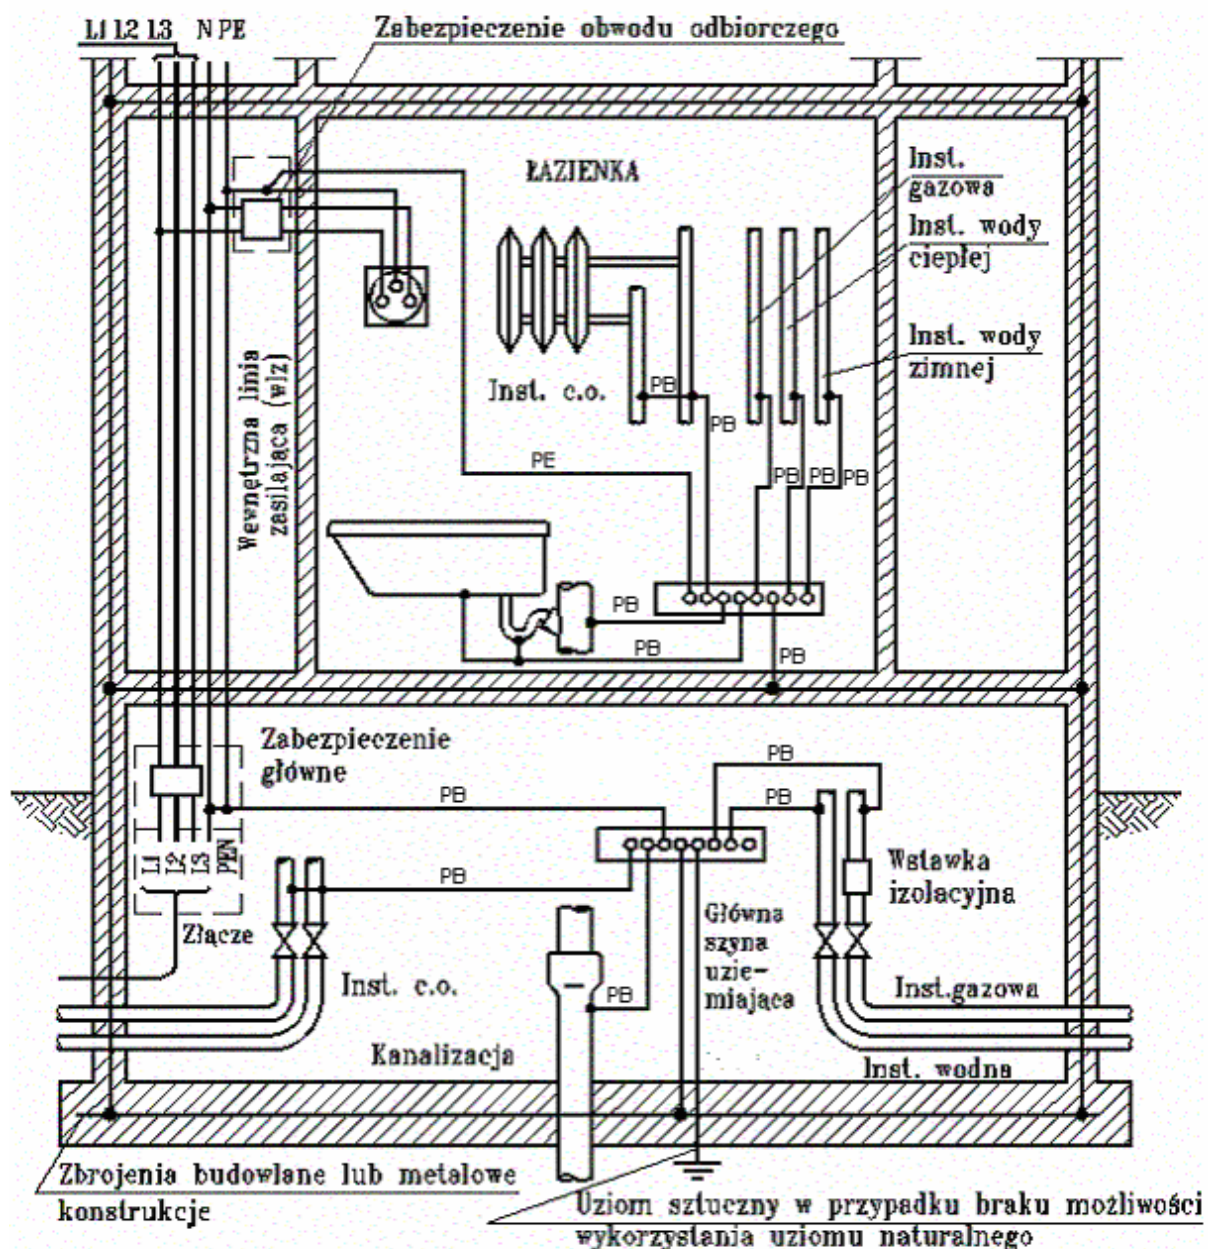 L1 L2 L3 N PE
Zabezpieczenie obwodu odbiorczego
ŁAZIENKA
Inst.
gazowa
Inst. wody
ciepłej
Inst. wody
zimnej
Wewnętrzna linia
zasilająca (wlz)
Inst. c.o.
PB
PB
PE
PB
PB
PB
PB
PB
PB
Zabezpieczenie
główne
PB
PB
PB
L1
L2
L3
PEN
Złącze
PB
Wstawka
izolacyjna
Główna
szyna
uzie-
miająca
Inst. c.o.
PB
Inst.gazowa
Kanalizacja
Inst. wodna
Zbrojenia budowlane lub metalowe
konstrukcje
Uziom sztuczny w przypadku braku możliwości
wykorzystania uziomu naturalnego